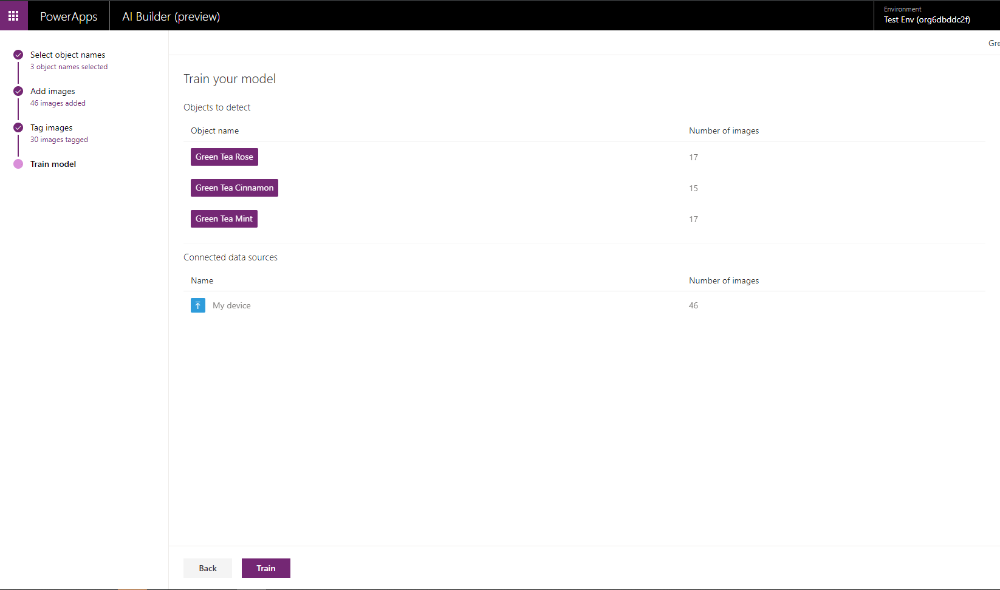 PowerApps
AI Builder (preview)
Environment
Test Env (org6dbddc2f)
Select object names
3 object names selected
Add images
46 images added
Tag images
30 images tagged
Train model
Gre
Train your model
Objects to detect
Object name Number of images
Green Tea Rose 17
Green Tea Cinnamon 15
Green Tea Mint 17
Connected data sources
Name Number of images
My device 46
Back Train